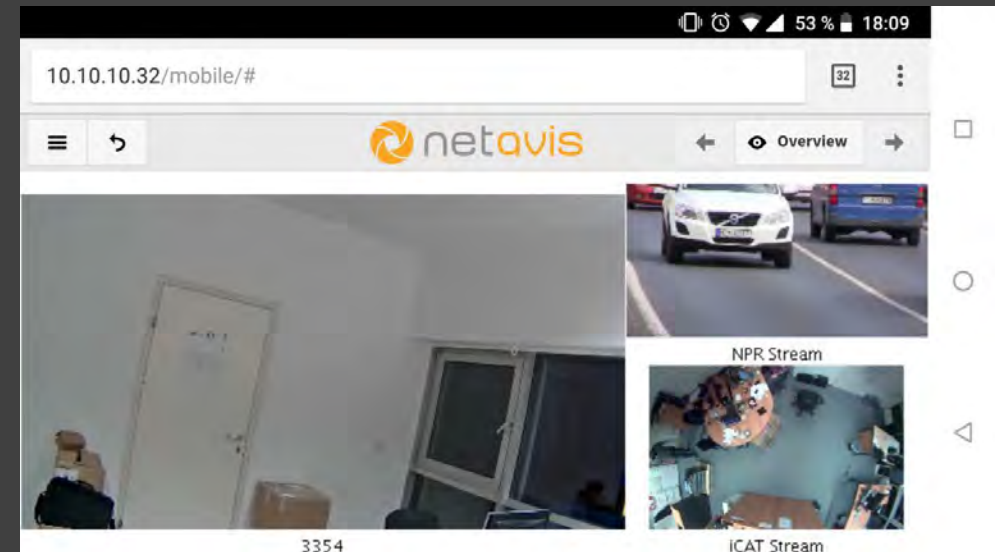 53 % 18:09
10.10.10.32/mobile/# 32
netavis Overview
NPR Stream
3354 iCAT Stream